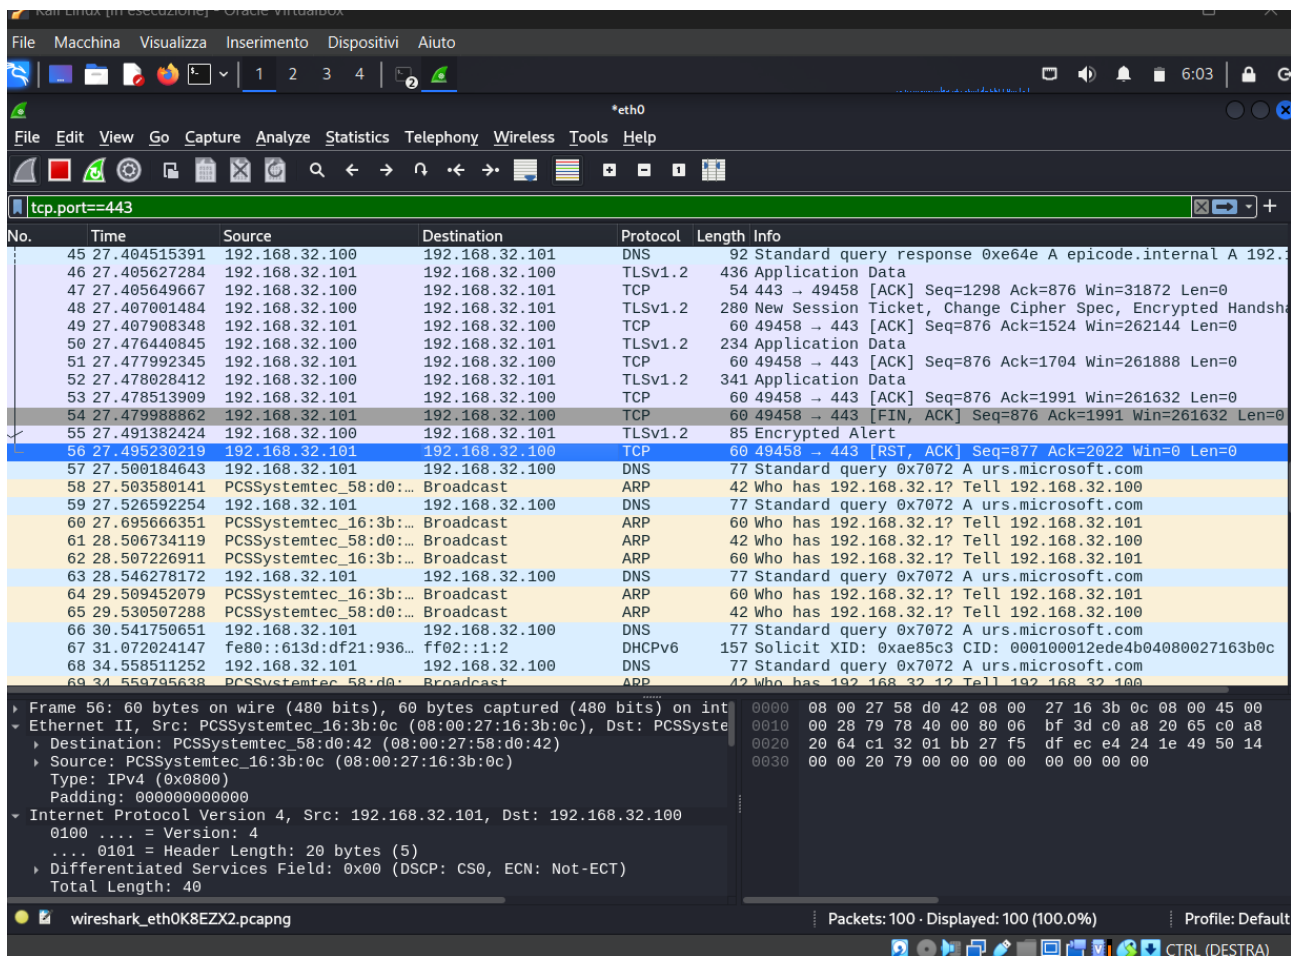 Kali Linux [in esecuzione] - Oracle VirtualBox
File Macchina Visualizza Inserimento Dispositivi Aiuto
1 2 3 4 2 6:03
*eth0
File Edit View Go Capture Analyze Statistics Telephony Wireless Tools Help
tcp.port==443
No. Time Source Destination Protocol Length Info
45 27.404515391 192.168.32.100 192.168.32.101 DNS 92 Standard query response 0xe64e A epicode.internal A 192.
46 27.405627284 192.168.32.101 192.168.32.100 TLSv1.2 436 Application Data
47 27.405649667 192.168.32.100 192.168.32.101 TCP 54 443 → 49458 [ACK] Seq=1298 Ack=876 Win=31872 Len=0
48 27.407001484 192.168.32.100 192.168.32.101 TLSv1.2 280 New Session Ticket, Change Cipher Spec, Encrypted Handsh
49 27.407908348 192.168.32.101 192.168.32.100 TCP 60 49458 → 443 [ACK] Seq=876 Ack=1524 Win=262144 Len=0
50 27.476440845 192.168.32.100 192.168.32.101 TLSv1.2 234 Application Data
51 27.477992345 192.168.32.101 192.168.32.100 TCP 60 49458 → 443 [ACK] Seq=876 Ack=1704 Win=261888 Len=0
52 27.478028412 192.168.32.100 192.168.32.101 TLSv1.2 341 Application Data
53 27.478513909 192.168.32.101 192.168.32.100 TCP 60 49458 → 443 [ACK] Seq=876 Ack=1991 Win=261632 Len=0
54 27.479988862 192.168.32.101 192.168.32.100 TCP 60 49458 → 443 [FIN, ACK] Seq=876 Ack=1991 Win=261632 Len=0
55 27.491382424 192.168.32.100 192.168.32.101 TLSv1.2 85 Encrypted Alert
56 27.495230219 192.168.32.101 192.168.32.100 TCP 60 49458 → 443 [RST, ACK] Seq=877 Ack=2022 Win=0 Len=0
57 27.500184643 192.168.32.101 192.168.32.100 DNS 77 Standard query 0x7072 A urs.microsoft.com
58 27.503580141 PCSSystemtec_58:d0:… Broadcast ARP 42 Who has 192.168.32.1? Tell 192.168.32.100
59 27.526592254 192.168.32.101 192.168.32.100 DNS 77 Standard query 0x7072 A urs.microsoft.com
60 27.695666351 PCSSystemtec_16:3b:… Broadcast ARP 60 Who has 192.168.32.1? Tell 192.168.32.101
61 28.506734119 PCSSystemtec_58:d0:… Broadcast ARP 42 Who has 192.168.32.1? Tell 192.168.32.100
62 28.507226911 PCSSystemtec_16:3b:… Broadcast ARP 60 Who has 192.168.32.1? Tell 192.168.32.101
63 28.546278172 192.168.32.101 192.168.32.100 DNS 77 Standard query 0x7072 A urs.microsoft.com
64 29.509452079 PCSSystemtec_16:3b:… Broadcast ARP 60 Who has 192.168.32.1? Tell 192.168.32.101
65 29.530507288 PCSSystemtec_58:d0:… Broadcast ARP 42 Who has 192.168.32.1? Tell 192.168.32.100
66 30.541750651 192.168.32.101 192.168.32.100 DNS 77 Standard query 0x7072 A urs.microsoft.com
67 31.072024147 fe80::613d:df21:936… ff02::1:2 DHCPv6 157 Solicit XID: 0xae85c3 CID: 000100012ede4b04080027163b0c
68 34.558511252 192.168.32.101 192.168.32.100 DNS 77 Standard query 0x7072 A urs.microsoft.com
69 34.559795638 PCSSystemtec_58:d0: Broadcast ARP 42 Who has 192.168.32.1? Tell 192.168.32.100
Frame 56: 60 bytes on wire (480 bits), 60 bytes captured (480 bits) on int
Ethernet II, Src: PCSSystemtec_16:3b:0c (08:00:27:16:3b:0c), Dst: PCSSyste
Destination: PCSSystemtec_58:d0:42 (08:00:27:58:d0:42)
Source: PCSSystemtec_16:3b:0c (08:00:27:16:3b:0c)
Type: IPv4 (0x0800)
Padding: 000000000000
Internet Protocol Version 4, Src: 192.168.32.101, Dst: 192.168.32.100
0100 .... = Version: 4
.... 0101 = Header Length: 20 bytes (5)
Differentiated Services Field: 0x00 (DSCP: CS0, ECN: Not-ECT)
Total Length: 40
0000 08 00 27 58 d0 42 08 00 27 16 3b 0c 08 00 45 00
0010 00 28 79 78 40 00 80 06 bf 3d c0 a8 20 65 c0 a8
0020 20 64 c1 32 01 bb 27 f5 df ec e4 24 1e 49 50 14
0030 00 00 20 79 00 00 00 00 00 00 00 00
wireshark_eth0K8EZX2.pcapng Packets: 100 · Displayed: 100 (100.0%) Profile: Default
CTRL (DESTRA)